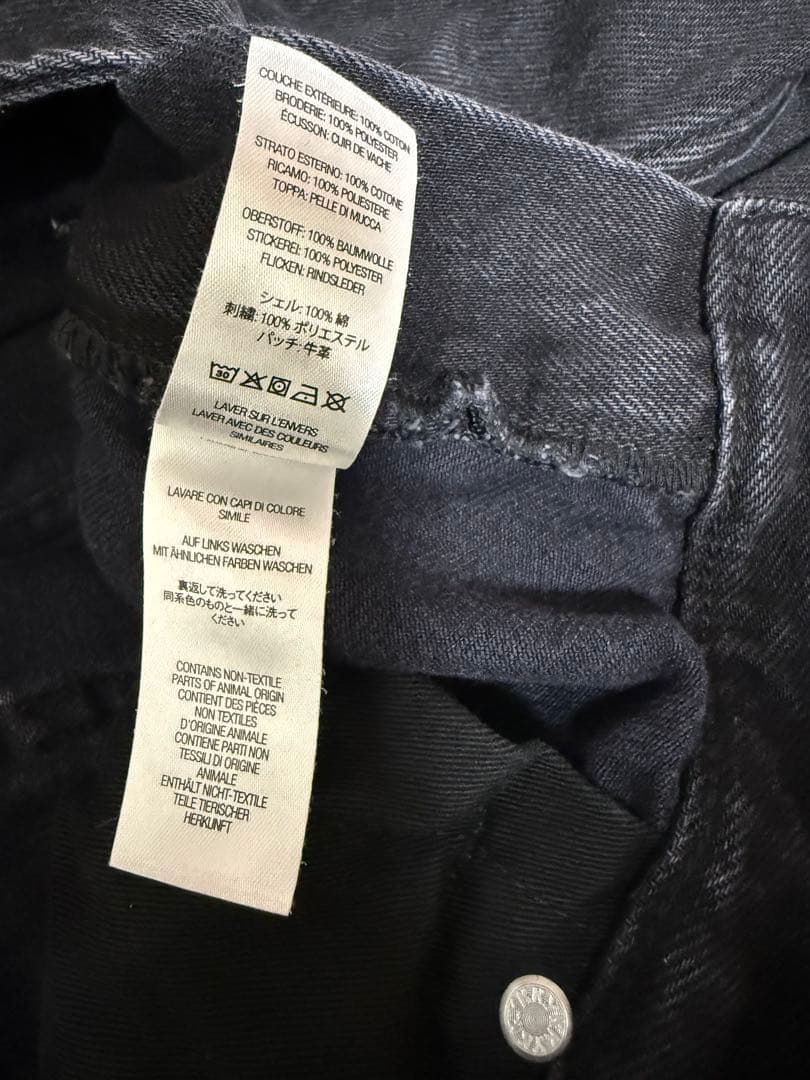 COUCHE EXTÉRIEURE: 100% COTON
BRODERIE: 100% POLYESTER
ÉCUSSON: CUIR DE VACHE
STRATO ESTERNO: 100% COTONE
RICAMO: 100% POLIESTERE
TOPPA: PELLE DI MUCCA
OBERSTOFF: 100% BAUMWOLLE
STICKEREI: 100% POLYESTER
FLICKEN: RINDSLEDER
シェル: 100% 綿
刺繍: 100% ポリエステル
パッチ: 牛革
30
LAVER SUR L'ENVERS
LAVER AVEC DES COULEURS
SIMILAIRES
LAVARE CON CAPI DI COLORE
SIMILE
AUF LINKS WASCHEN
MIT ÄHNLICHEN FARBEN WASCHEN
裏返して洗ってください
同系色のものと一緒に洗って
ください
CONTAINS NON-TEXTILE
PARTS OF ANIMAL ORIGIN
CONTIENT DES PIÈCES
NON TEXTILES
D'ORIGINE ANIMALE
CONTIENE PARTI NON
TESSILI DI ORIGINE
ANIMALE
ENTHÄLT NICHT-TEXTILE
TEILE TIERISCHER
HERKUNFT